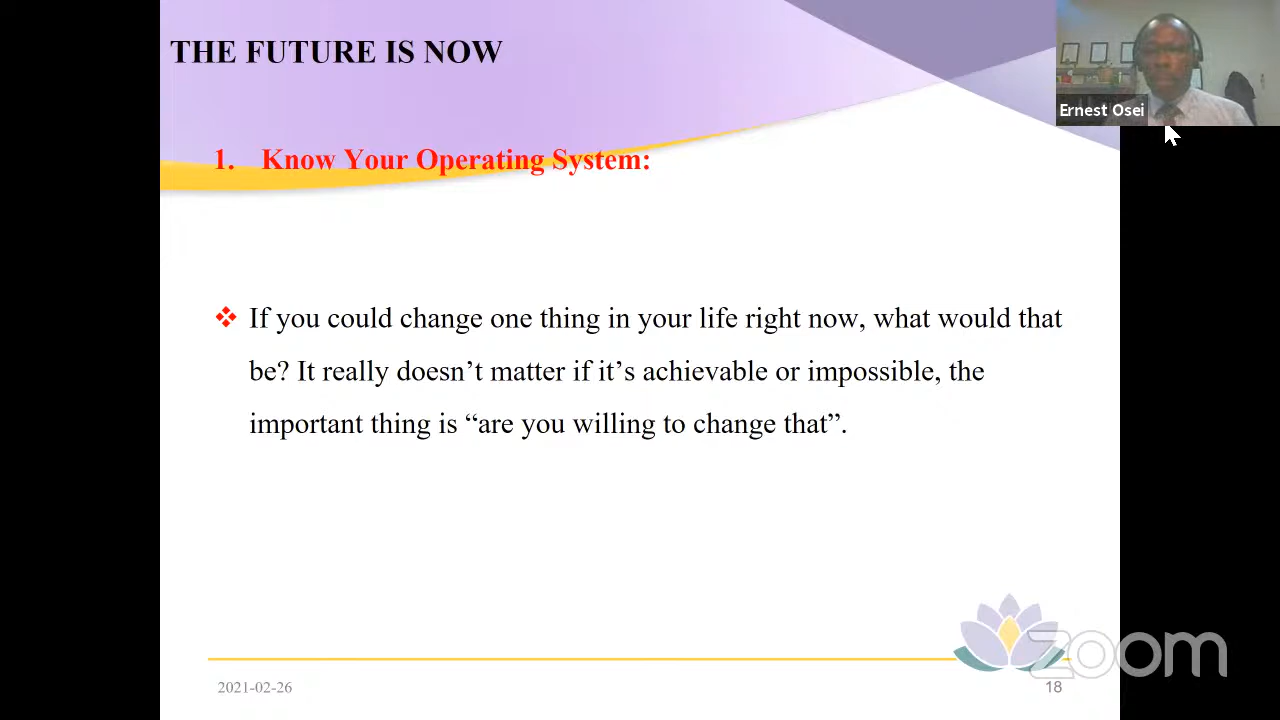 THE FUTURE IS NOW
Ernest Osei
1. Know Your Operating System:
If you could change one thing in your life right now, what would that
be? It really doesn’t matter if it’s achievable or impossible, the
important thing is “are you willing to change that”.
zoom
2021-02-26
18